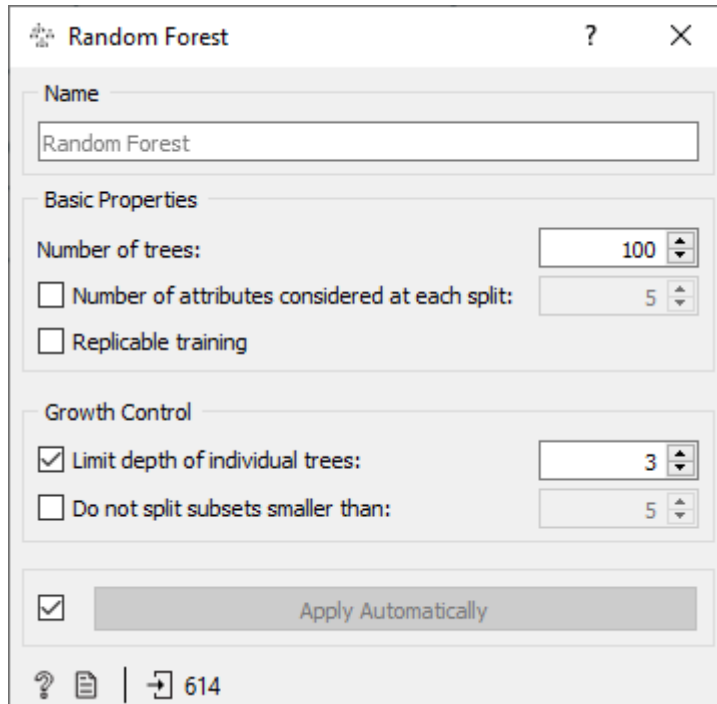 Random Forest ?
Name
Random Forest
Basic Properties
Number of trees: 100
Number of attributes considered at each split: 5
Replicable training
Growth Control
Limit depth of individual trees: 3
Do not split subsets smaller than: 5
Apply Automatically
? 614